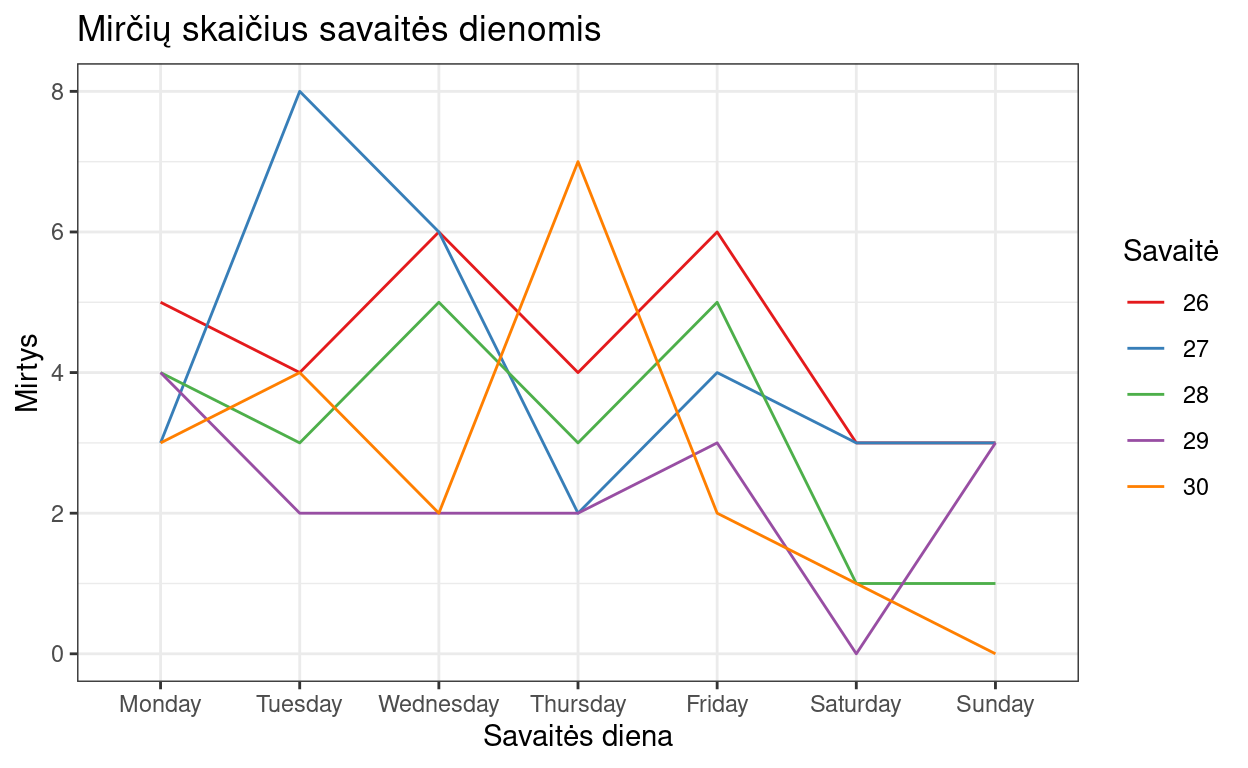 Mirčių skaičius savaitės dienomis
Mirtys
8
6
4
2
0
Monday Tuesday Wednesday Thursday Friday Saturday Sunday
Savaitės diena
Savaitė
26
27
28
29
30